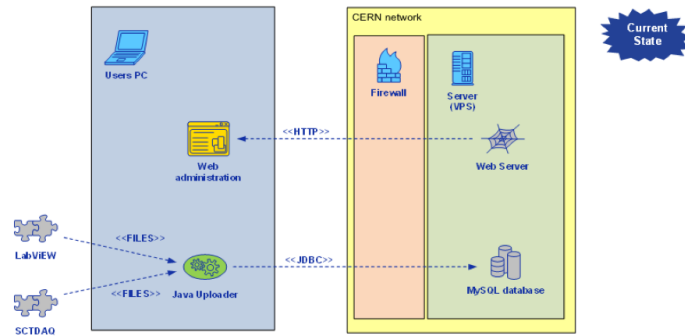 CERN network
Current
State
Users PC
Firewall
Server
(VPS)
<<HTTP>>
Web
administration
Web Server
<<FILES>>
LabViEW
<<JDBC>>
<<FILES>>
Java Uploader
MySQL database
SCTDAQ